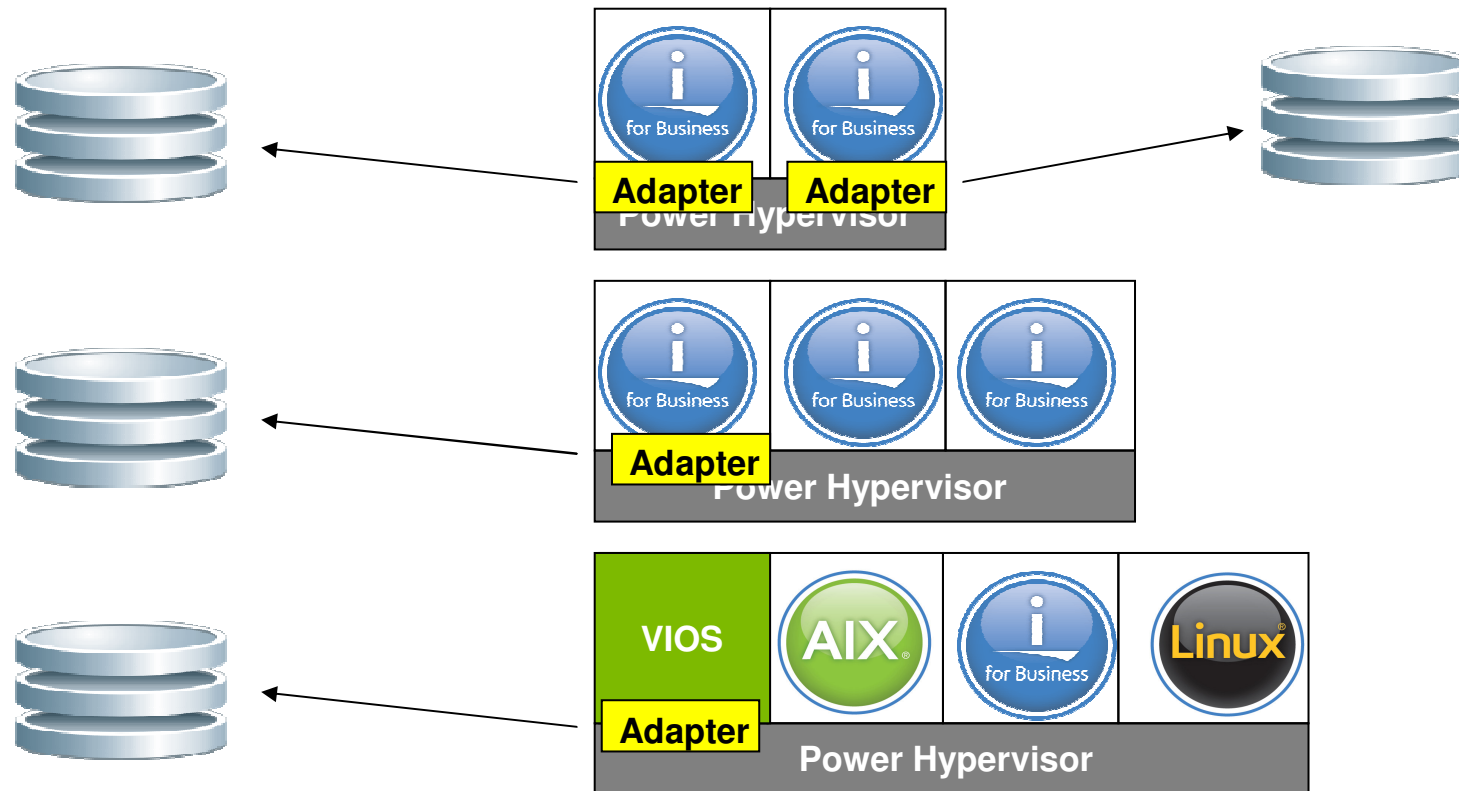 i
for Business
i
for Business
Adapter
Adapter
Power Hypervisor
i
for Business
i
for Business
i
for Business
Adapter
Power Hypervisor
VIOS
AIX®
i
for Business
Linux®
Adapter
Power Hypervisor